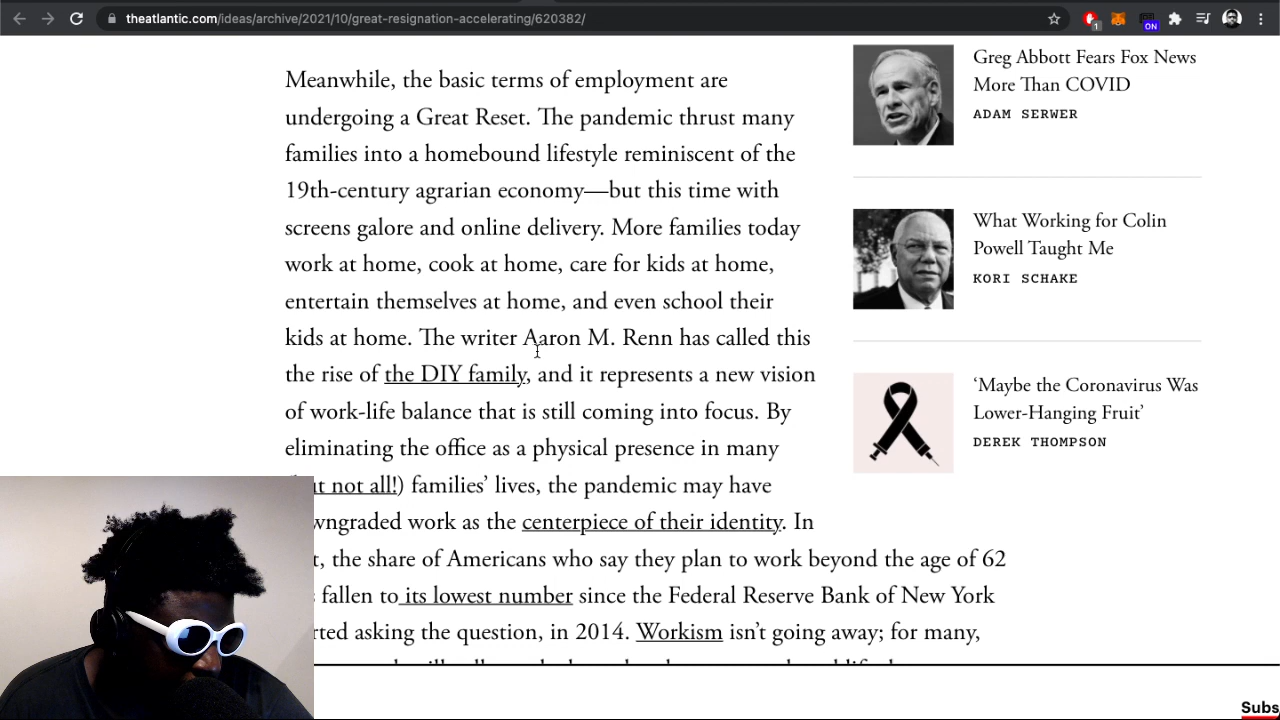 theatlantic.com/ideas/archive/2021/10/great-resignation-accelerating/620382/
1
ON
Meanwhile, the basic terms of employment are
undergoing a Great Reset. The pandemic thrust many
families into a homebound lifestyle reminiscent of the
19th-century agrarian economy—but this time with
screens galore and online delivery. More families today
work at home, cook at home, care for kids at home,
entertain themselves at home, and even school their
kids at home. The writer Aaron M. Renn has called this
the rise of the DIY family, and it represents a new vision
of work-life balance that is still coming into focus. By
eliminating the office as a physical presence in many
not all!) families’ lives, the pandemic may have
work as the centerpiece of their identity. In
the share of Americans who say they plan to work beyond the age of 62
fallen to its lowest number since the Federal Reserve Bank of New York
asking the question, in 2014. Workism isn’t going away; for many,
Greg Abbott Fears Fox News
More Than COVID
ADAM SERWER
What Working for Colin
Powell Taught Me
KORI SCHAKE
‘Maybe the Coronavirus Was
Lower-Hanging Fruit’
DEREK THOMPSON
Subs